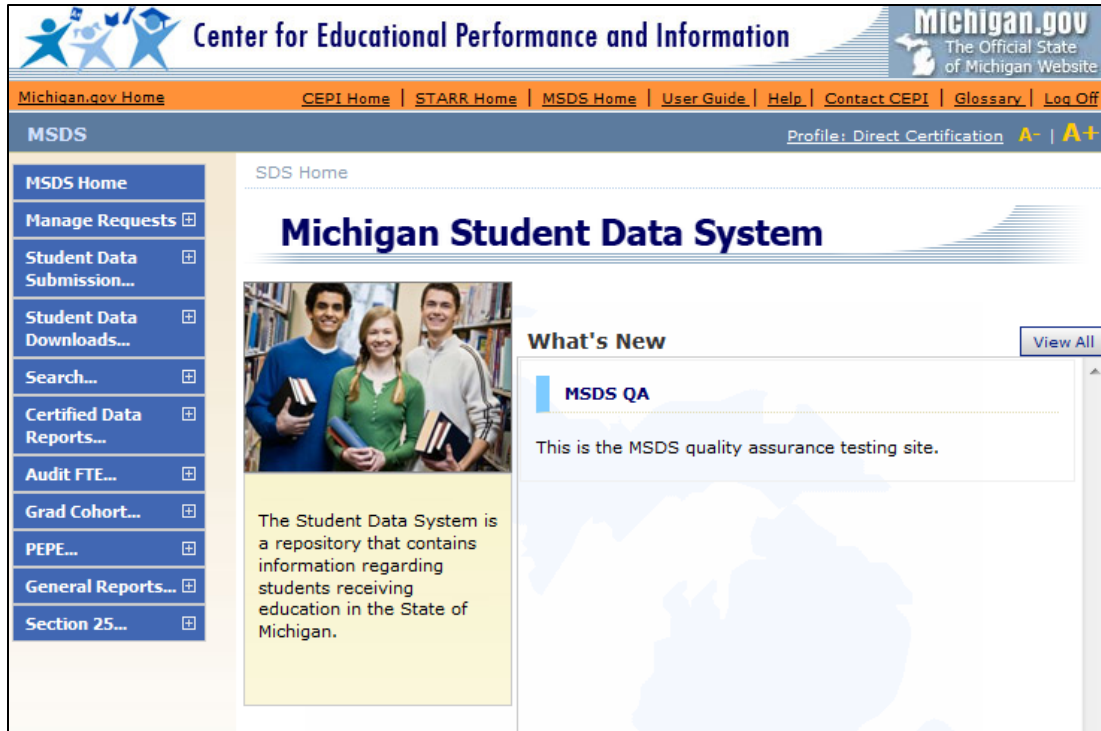 Center for Educational Performance and Information
Michigan.gov
The Official State
of Michigan Website
Michigan.gov Home
CEPI Home | STARR Home | MSDS Home | User Guide | Help | Contact CEPI | Glossary | Log Off
MSDS
Profile: Direct Certification A- | A+
MSDS Home
Manage Requests
Student Data
Submission...
Student Data
Downloads...
Search...
Certified Data
Reports...
Audit FTE...
Grad Cohort...
PEPE...
General Reports...
Section 25...
SDS Home
Michigan Student Data System
The Student Data System is
a repository that contains
information regarding
students receiving
education in the State of
Michigan.
What's New
View All
MSDS QA
This is the MSDS quality assurance testing site.